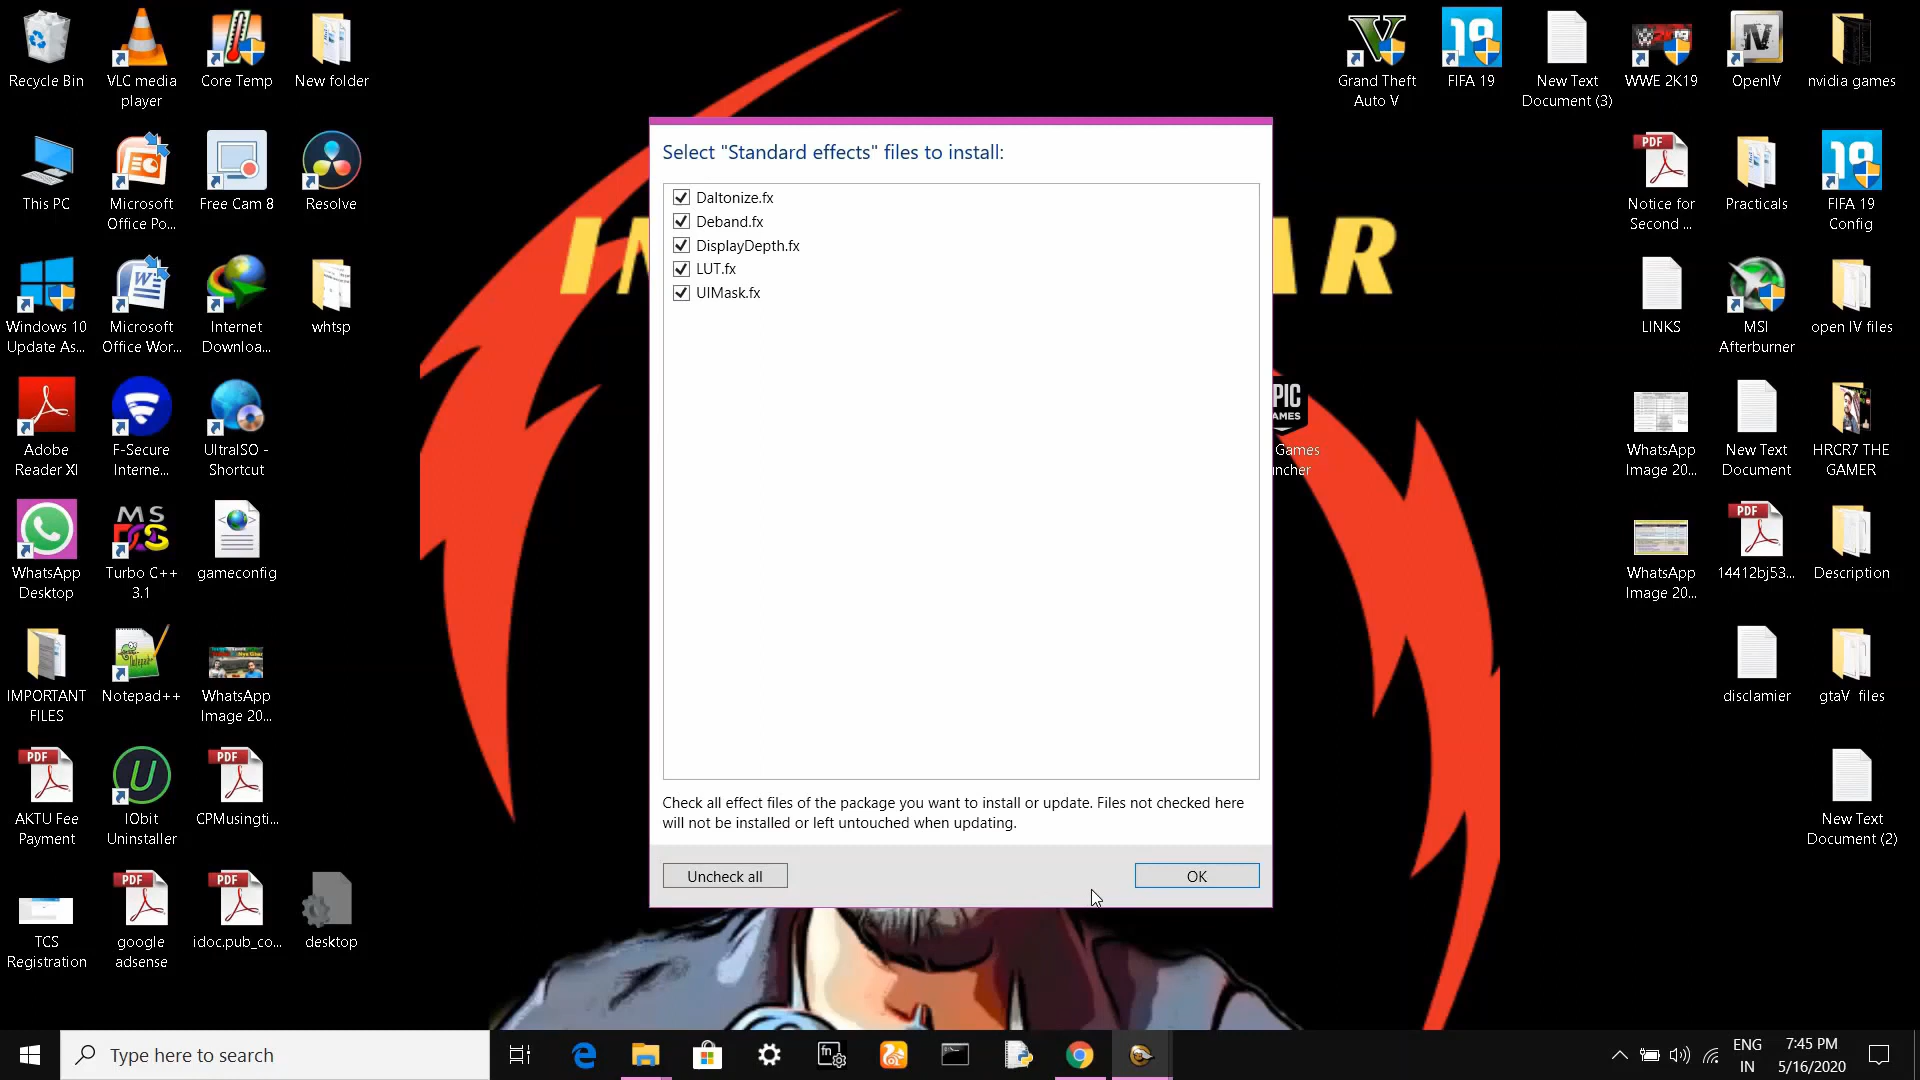 Recycle Bin
VLC media
player
Core Temp
New folder
Grand Theft
Auto V
FIFA 19
New Text
Document (3)
WWE 2K19
OpenIV
nvidia games
This PC
Microsoft
Office Po...
Free Cam 8
Resolve
Notice for
Second ...
Practicals
FIFA 19
Config
Windows 10
Update As...
Microsoft
Office Wor...
Internet
Downloa...
whtsp
LINKS
MSI
Afterburner
open IV files
Adobe
Reader XI
F-Secure
Interne...
UltraISO -
Shortcut
Games
WhatsApp
Image 20...
New Text
Document
HRCR7 THE
GAMER
WhatsApp
Desktop
Turbo C++
3.1
gameconfig
WhatsApp
Image 20...
14412bj53...
Description
IMPORTANT
FILES
Notepad++
WhatsApp
Image 20...
disclamier
gtaV files
AKTU Fee
Payment
IObit
Uninstaller
CPMusingti...
New Text
Document (2)
TCS
Registration
google
adsense
idoc.pub_co...
desktop
Select "Standard effects" files to install:
Daltonize.fx
Deband.fx
DisplayDepth.fx
LUT.fx
UIMask.fx
Check all effect files of the package you want to install or update. Files not checked here
will not be installed or left untouched when updating.
Uncheck all
OK
Type here to search
ENG
IN
7:45 PM
5/16/2020